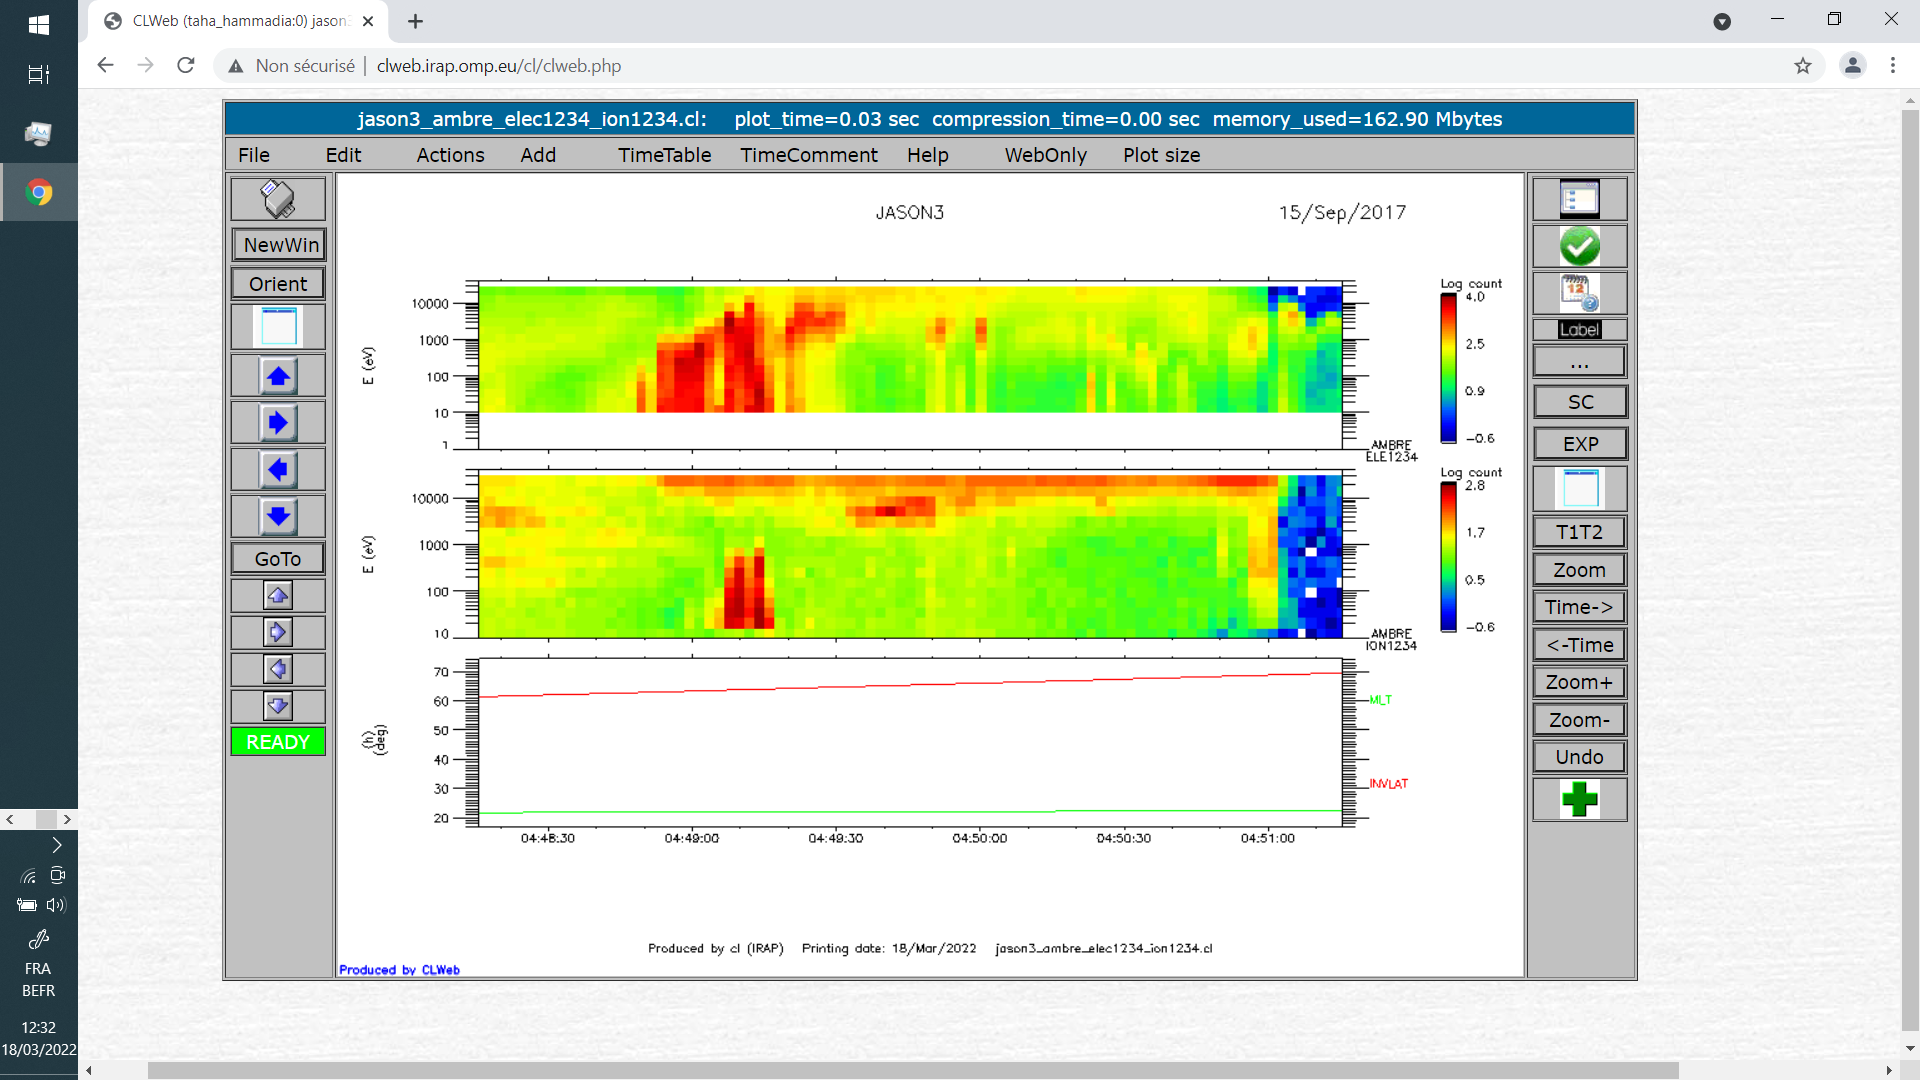 CLWeb (taha_hammadia:0) jason3
Non sécurisé | clweb.irap.omp.eu/cl/clweb.php
jason3_ambre_elec1234_ion1234.cl: plot_time=0.03 sec compression_time=0.00 sec memory_used=162.90 Mbytes
File Edit Actions Add TimeTable TimeComment Help WebOnly Plot size
NewWin
Orient
GoTo
READY
JASON3 15/Sep/2017
Log count
4.0
2.5
0.9
-0.6
10000
1000
100
10
1
E (eV)
AMBRE
ELE1234
Log count
2.8
1.7
0.5
-0.6
10000
1000
100
10
E (eV)
AMBRE
ION1234
70
60
50
40
30
20
(h)
(deg)
MLT
INVLAT
04:48:30 04:49:00 04:49:30 04:50:00 04:50:30 04:51:00
Produced by cl (IRAP) Printing date: 18/Mar/2022 jason3_ambre_elec1234_ion1234.cl
Produced by CLWeb
12
Label
...
SC
EXP
T1T2
Zoom
Time->
<-Time
Zoom+
Zoom-
Undo
FRA
BEFR
12:32
18/03/2022